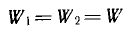 W₁ = W₂ = W